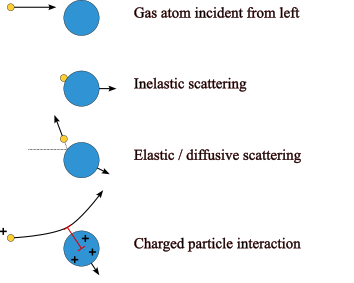 Gas atom incident from left
Inelastic scattering
Elastic / diffusive scattering
+
+
+
+
Charged particle interaction